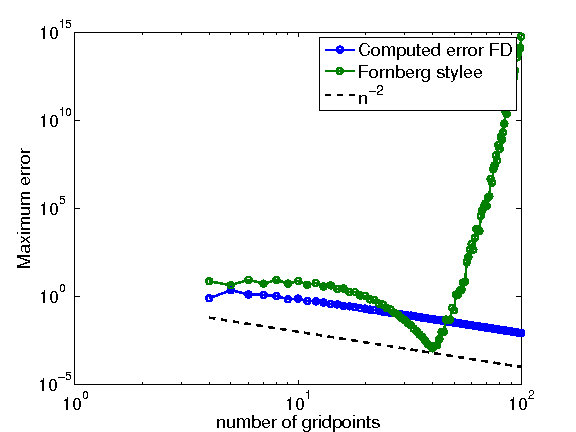 10^15
10^10
10^5
10^0
10^-5
10^0
10^1
10^2
Maximum error
number of gridpoints
Computed error FD
Fornberg stylee
n^-2